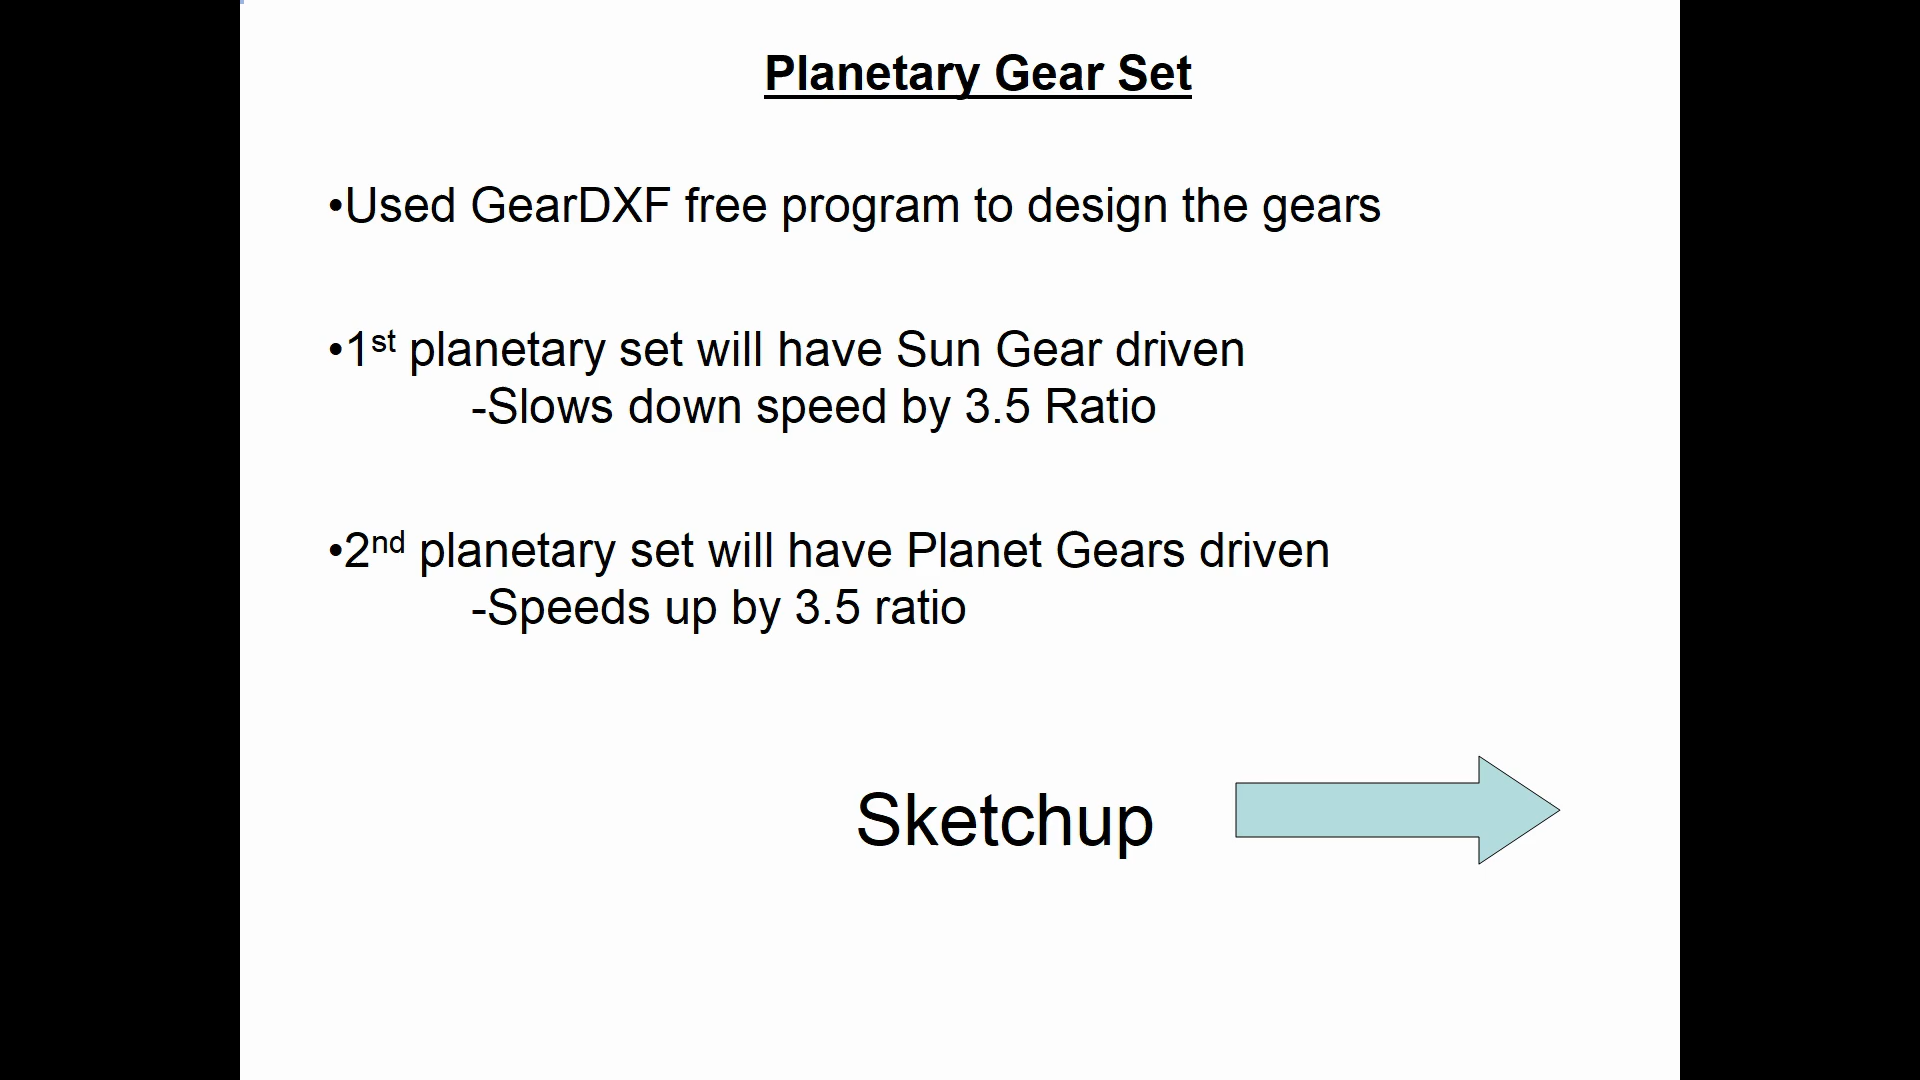 Planetary Gear Set
•Used GearDXF free program to design the gears
•1st planetary set will have Sun Gear driven
-Slows down speed by 3.5 Ratio
•2nd planetary set will have Planet Gears driven
-Speeds up by 3.5 ratio
Sketchup